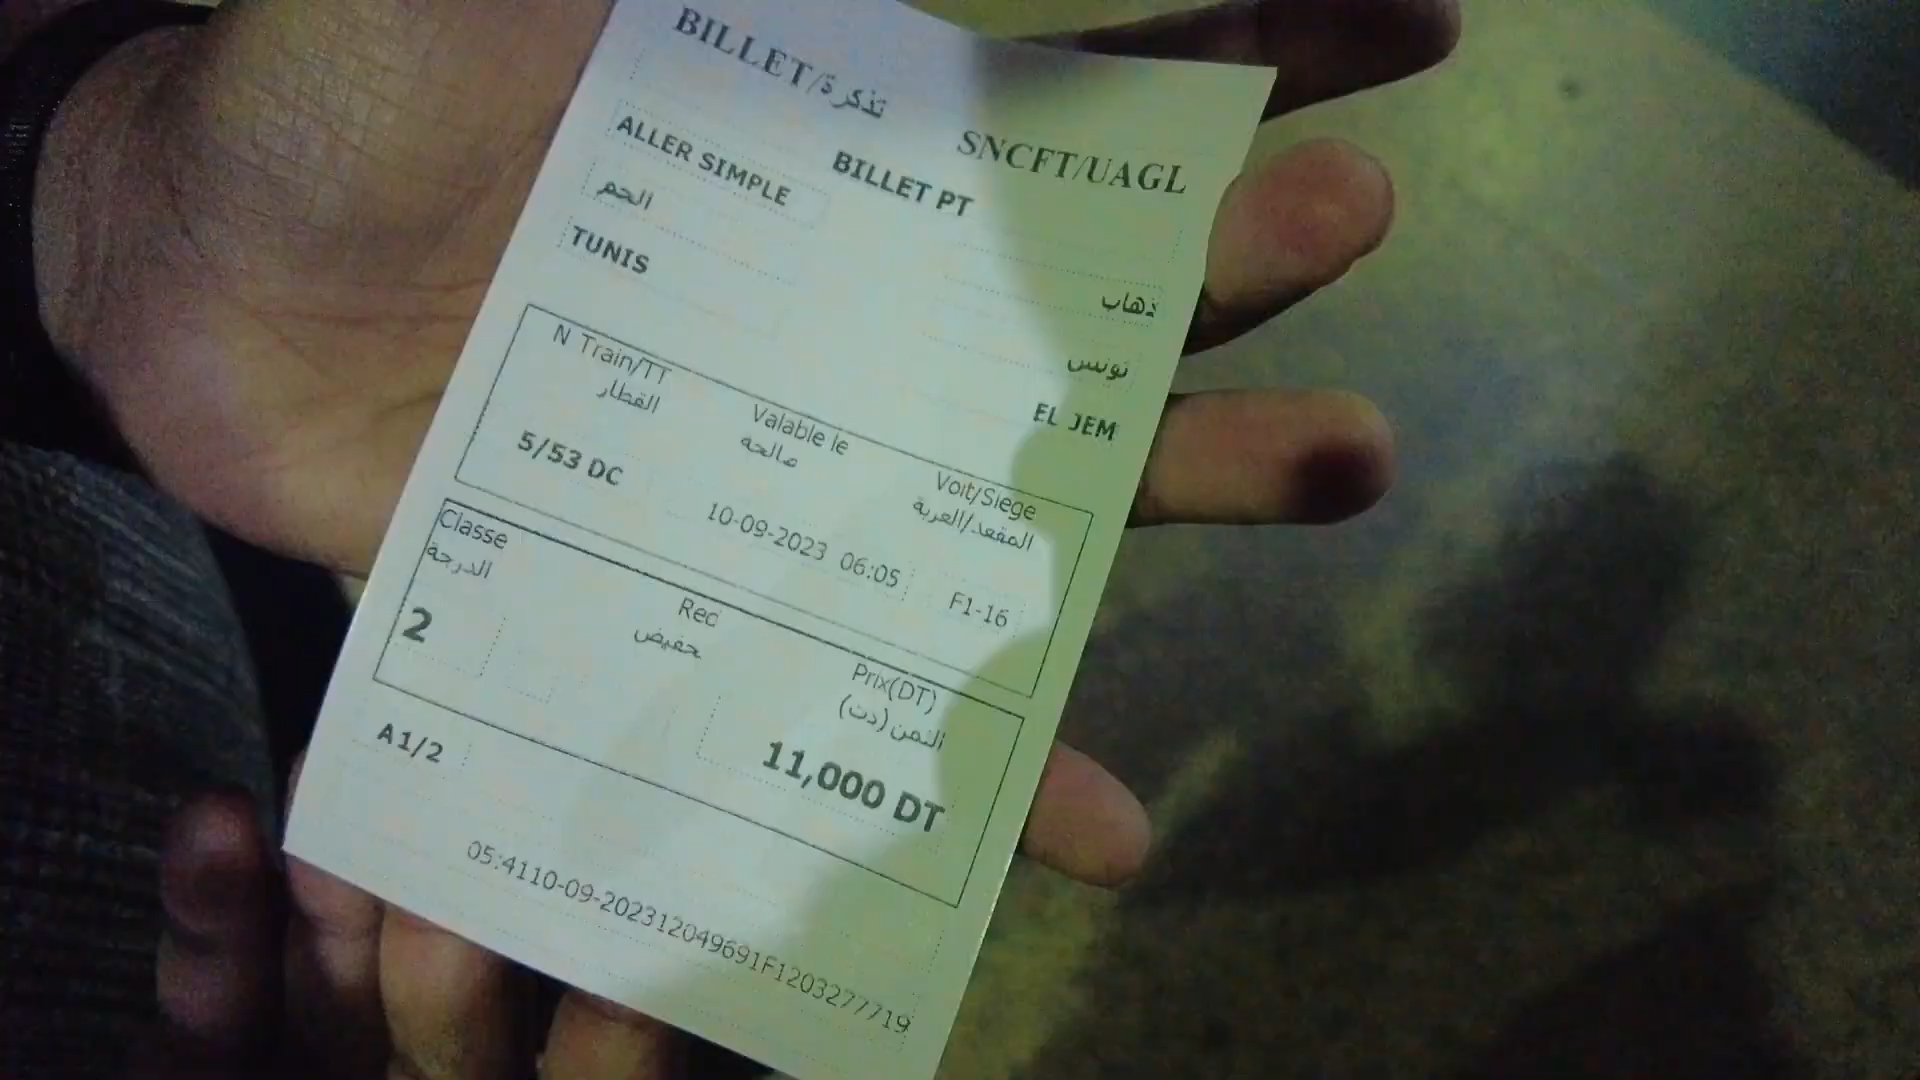 BILLET/تذكرة
SNCFT/UAGL
ALLER SIMPLE
BILLET PT
ذهاب
الجم
تونس
TUNIS
EL JEM
N Train/TT
القطار
Valable le
صالحة
Voit/Siege
المقعد/العربة
5/53 DC
10-09-2023 06:05
F1-16
Classe
الدرجة
Red
تخفيض
Prix(DT)
الثمن (دت)
2
11,000 DT
A 1/2
05:4110-09-202312049691F1203277719